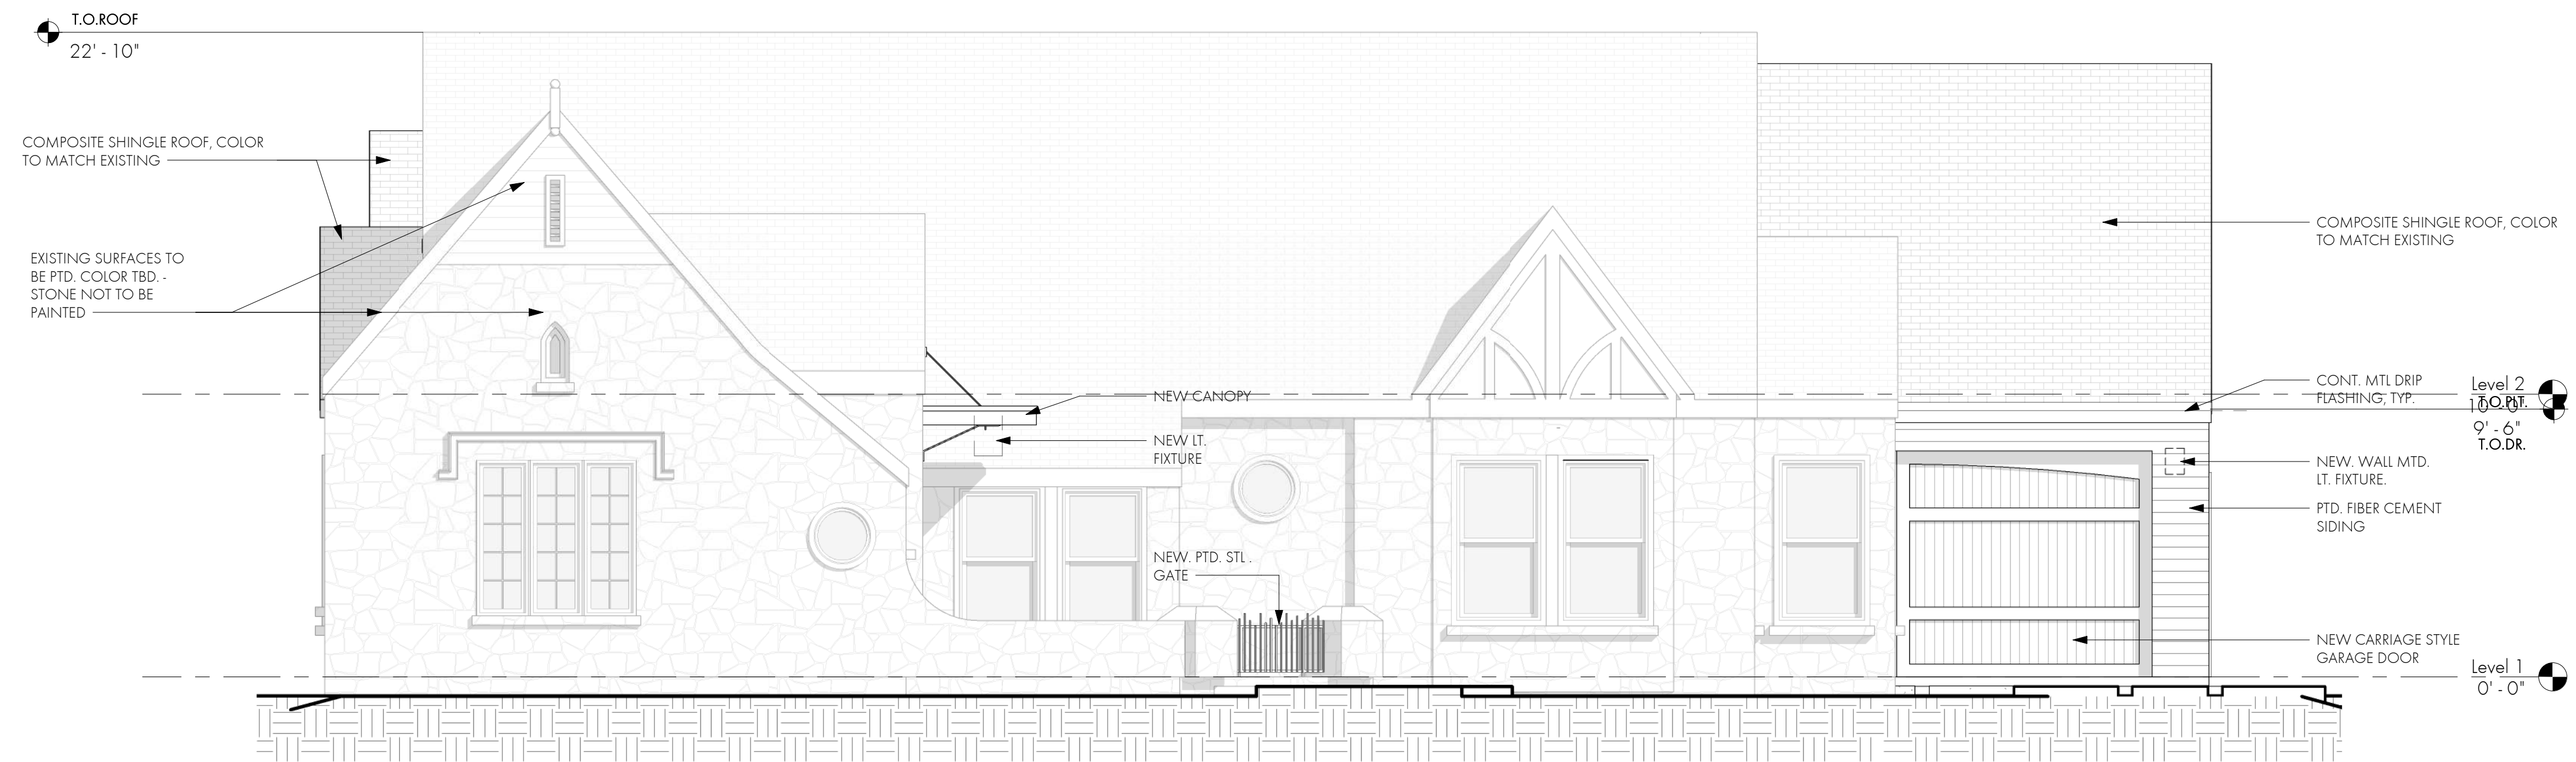 T.O.ROOF
22' - 10"
COMPOSITE SHINGLE ROOF, COLOR
TO MATCH EXISTING
EXISTING SURFACES TO
BE PTD. COLOR TBD. -
STONE NOT TO BE
PAINTED
NEW CANOPY
NEW LT.
FIXTURE
NEW. PTD. STL .
GATE
COMPOSITE SHINGLE ROOF, COLOR
TO MATCH EXISTING
CONT. MTL DRIP
FLASHING, TYP.
Level 2
10' - 0"
T.O.PLT.
9' - 6"
T.O.DR.
NEW. WALL MTD.
LT. FIXTURE.
PTD. FIBER CEMENT
SIDING
NEW CARRIAGE STYLE
GARAGE DOOR
Level 1
0' - 0"